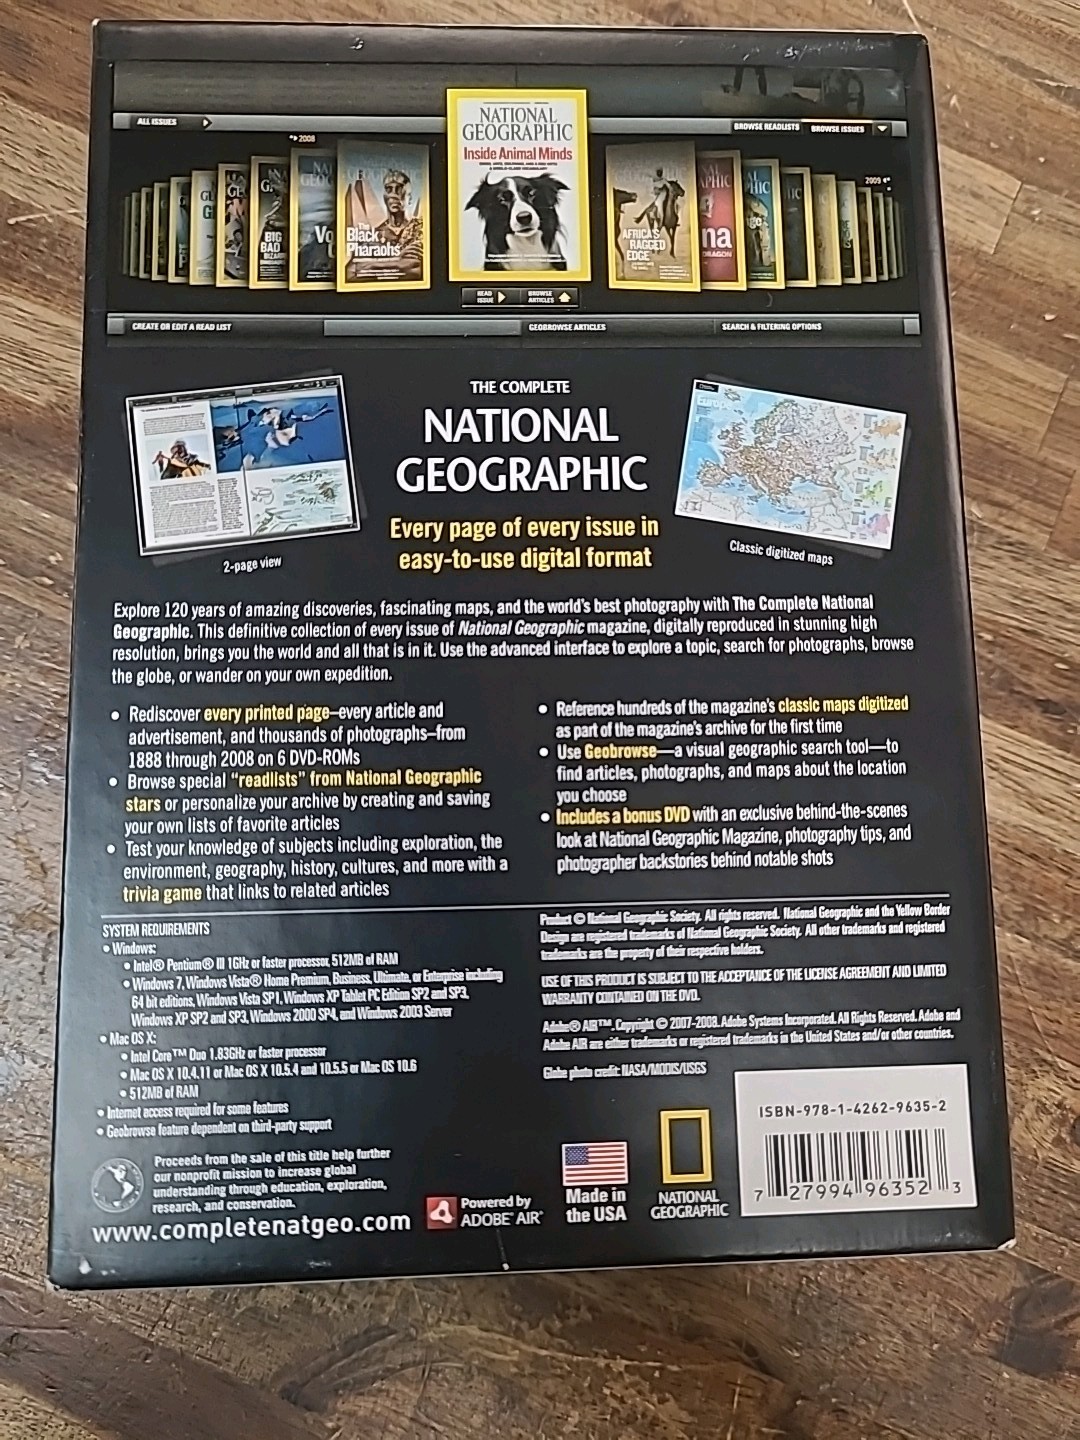 ALL ISSUES
2008
BROWSE READLISTS
BROWSE ISSUES
2009
NATIONAL
GEOGRAPHIC
Inside Animal Minds
BIG
BAD
BIZARRE
The
Black
Pharaohs
AFRICA'S
RAGGED
EDGE
na
DRAGON
READ
ISSUE
BROWSE
ARTICLES
CREATE OR EDIT A READ LIST
GEOBROWSE ARTICLES
SEARCH & FILTERING OPTIONS
THE COMPLETE
NATIONAL
GEOGRAPHIC
Every page of every issue in
easy-to-use digital format
2-page view
Europe
Classic digitized maps
Explore 120 years of amazing discoveries, fascinating maps, and the world's best photography with The Complete National
Geographic. This definitive collection of every issue of National Geographic magazine, digitally reproduced in stunning high
resolution, brings you the world and all that is in it. Use the advanced interface to explore a topic, search for photographs, browse
the globe, or wander on your own expedition.
• Rediscover every printed page–every article and
advertisement, and thousands of photographs–from
1888 through 2008 on 6 DVD-ROMs
• Browse special "readlists" from National Geographic
stars or personalize your archive by creating and saving
your own lists of favorite articles
• Test your knowledge of subjects including exploration, the
environment, geography, history, cultures, and more with a
trivia game that links to related articles
• Reference hundreds of the magazine's classic maps digitized
as part of the magazine's archive for the first time
• Use Geobrowse—a visual geographic search tool—to
find articles, photographs, and maps about the location
you choose
• Includes a bonus DVD with an exclusive behind-the-scenes
look at National Geographic Magazine, photography tips, and
photographer backstories behind notable shots
SYSTEM REQUIREMENTS
• Windows:
• Intel® Pentium® III 1GHz or faster processor, 512MB of RAM
• Windows 7, Windows Vista® Home Premium, Business, Ultimate, or Enterprise including
64 bit editions, Windows Vista SP1, Windows XP Tablet PC Edition SP2 and SP3,
Windows XP SP2 and SP3, Windows 2000 SP4, and Windows 2003 Server
• Mac OS X:
• Intel Core™ Duo 1.83GHz or faster processor
• Mac OS X 10.4.11 or Mac OS X 10.5.4 and 10.5.5 or Mac OS 10.6
• 512MB of RAM
• Internet access required for some features
• Geobrowse feature dependent on third-party support
Proceeds from the sale of this title help further
our nonprofit mission to increase global
understanding through education, exploration,
research, and conservation.
www.completenatgeo.com
Product © National Geographic Society. All rights reserved. National Geographic and the Yellow Border
Design are registered trademarks of National Geographic Society. All other trademarks and registered
trademarks are the property of their respective holders.
USE OF THIS PRODUCT IS SUBJECT TO THE ACCEPTANCE OF THE LICENSE AGREEMENT AND LIMITED
WARRANTY CONTAINED ON THE DVD.
Adobe® AIR™. Copyright © 2007-2008. Adobe Systems Incorporated. All Rights Reserved. Adobe and
Adobe AIR are either trademarks or registered trademarks in the United States and/or other countries.
Globe photo credit: NASA/MODIS/USGS
Powered by
ADOBE® AIR®
Made in
the USA
NATIONAL
GEOGRAPHIC
ISBN-978-1-4262-9635-2
7 27994 96352 3